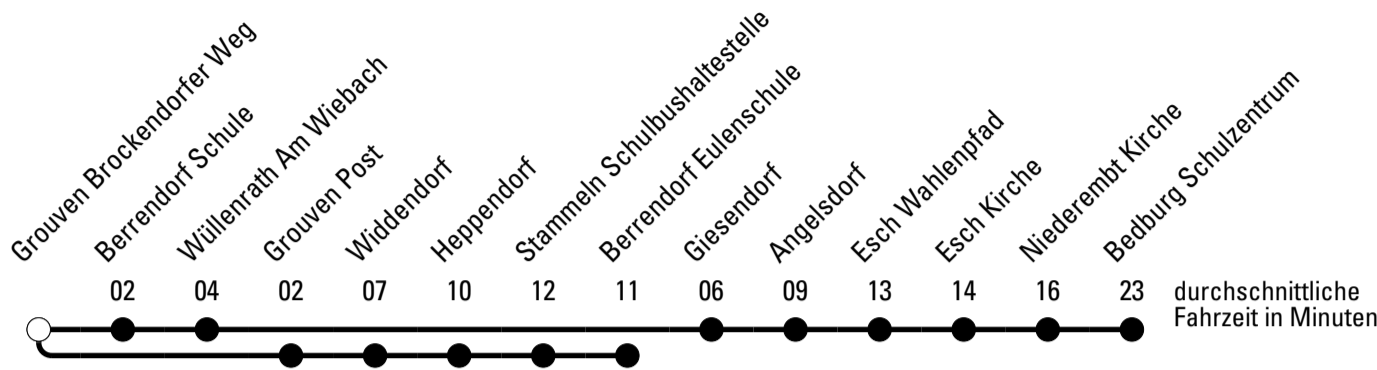 Grouven Brockendorfer Weg
Berrendorf Schule
Wüllenrath Am Wiebach
Grouven Post
Widdendorf
Heppendorf
Stammeln Schulbushaltestelle
Berrendorf Eulenschule
Giesendorf
Angelsdorf
Esch Wahlenpfad
Esch Kirche
Niederembt Kirche
Bedburg Schulzentrum
02 04 02 07 10 12 11 06 09 13 14 16 23
durchschnittliche
Fahrzeit in Minuten